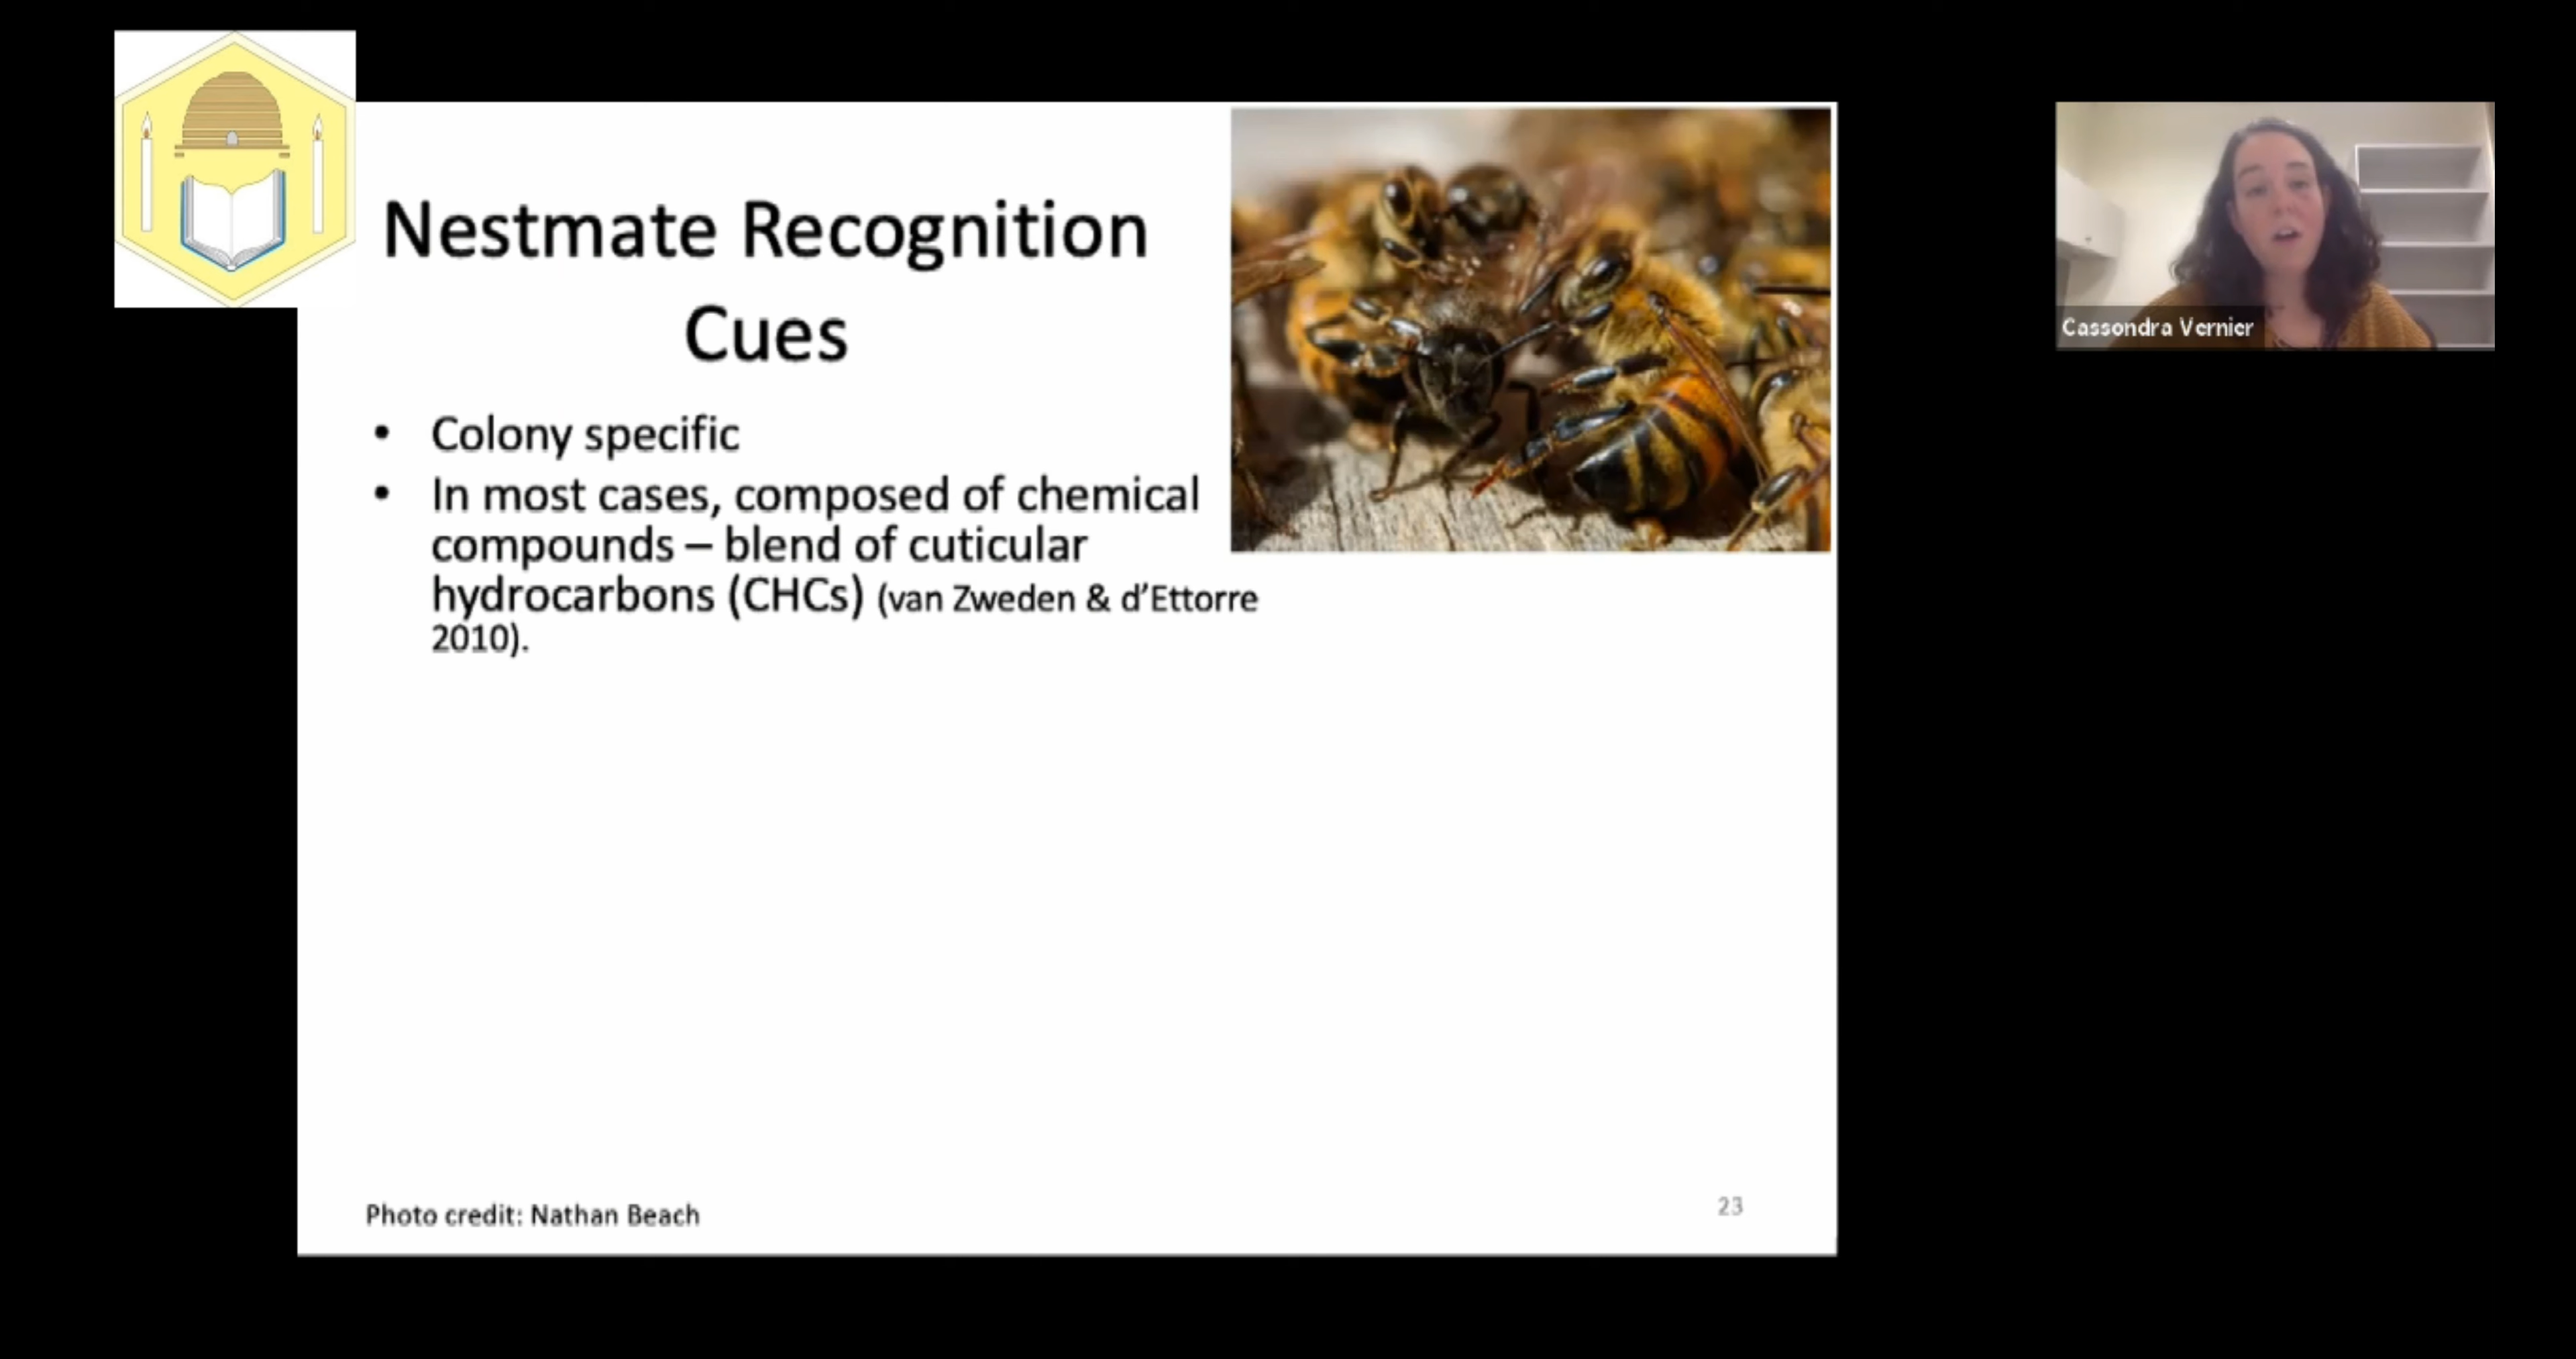 Nestmate Recognition
Cues
• Colony specific
• In most cases, composed of chemical
compounds – blend of cuticular
hydrocarbons (CHCs) (van Zweden & d’Ettorre
2010).
Photo credit: Nathan Beach
23
Cassondra Vernier